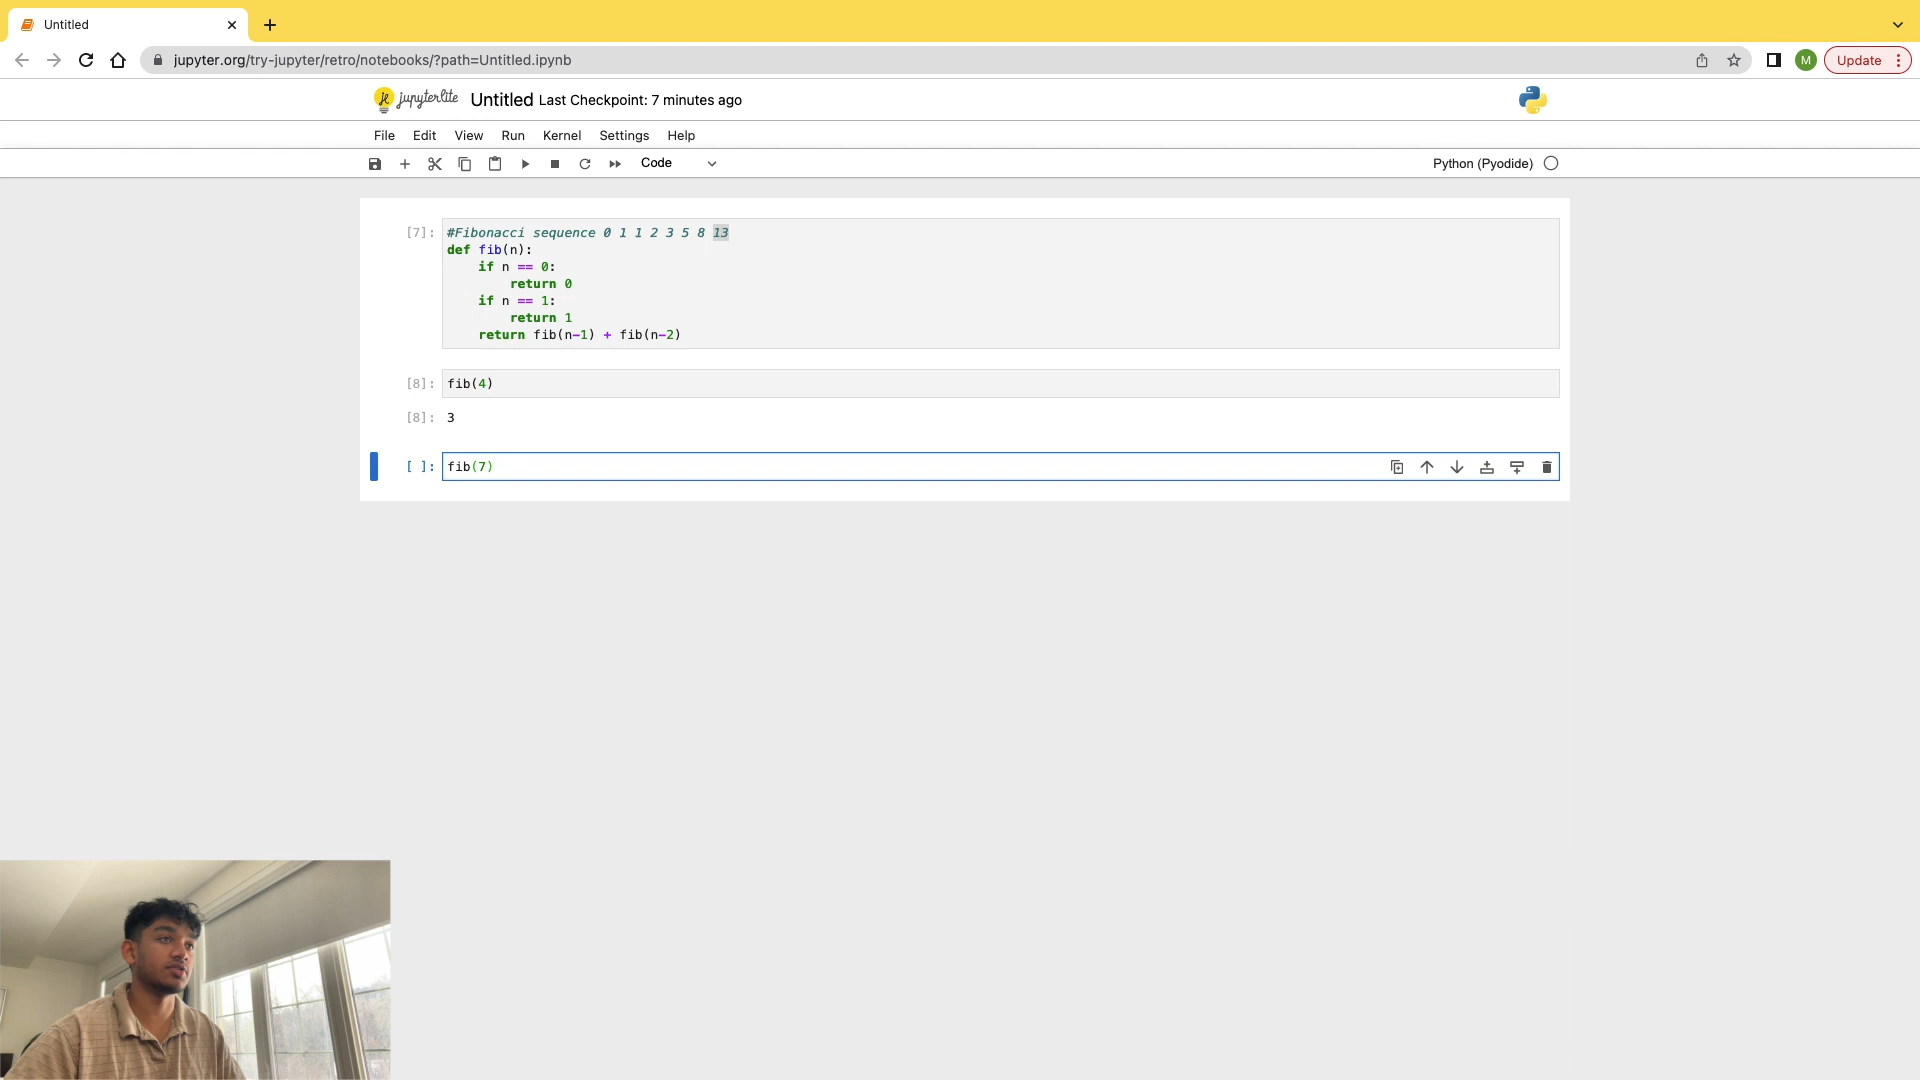 Untitled
jupyter.org/try-jupyter/retro/notebooks/?path=Untitled.ipynb
M
Update
jupyterlite Untitled Last Checkpoint: 7 minutes ago
File Edit View Run Kernel Settings Help
Code
Python (Pyodide)
[7]: #Fibonacci sequence 0 1 1 2 3 5 8 13
def fib(n):
    if n == 0:
        return 0
    if n == 1:
        return 1
    return fib(n-1) + fib(n-2)
[8]: fib(4)
[8]: 3
[ ]: fib(7)